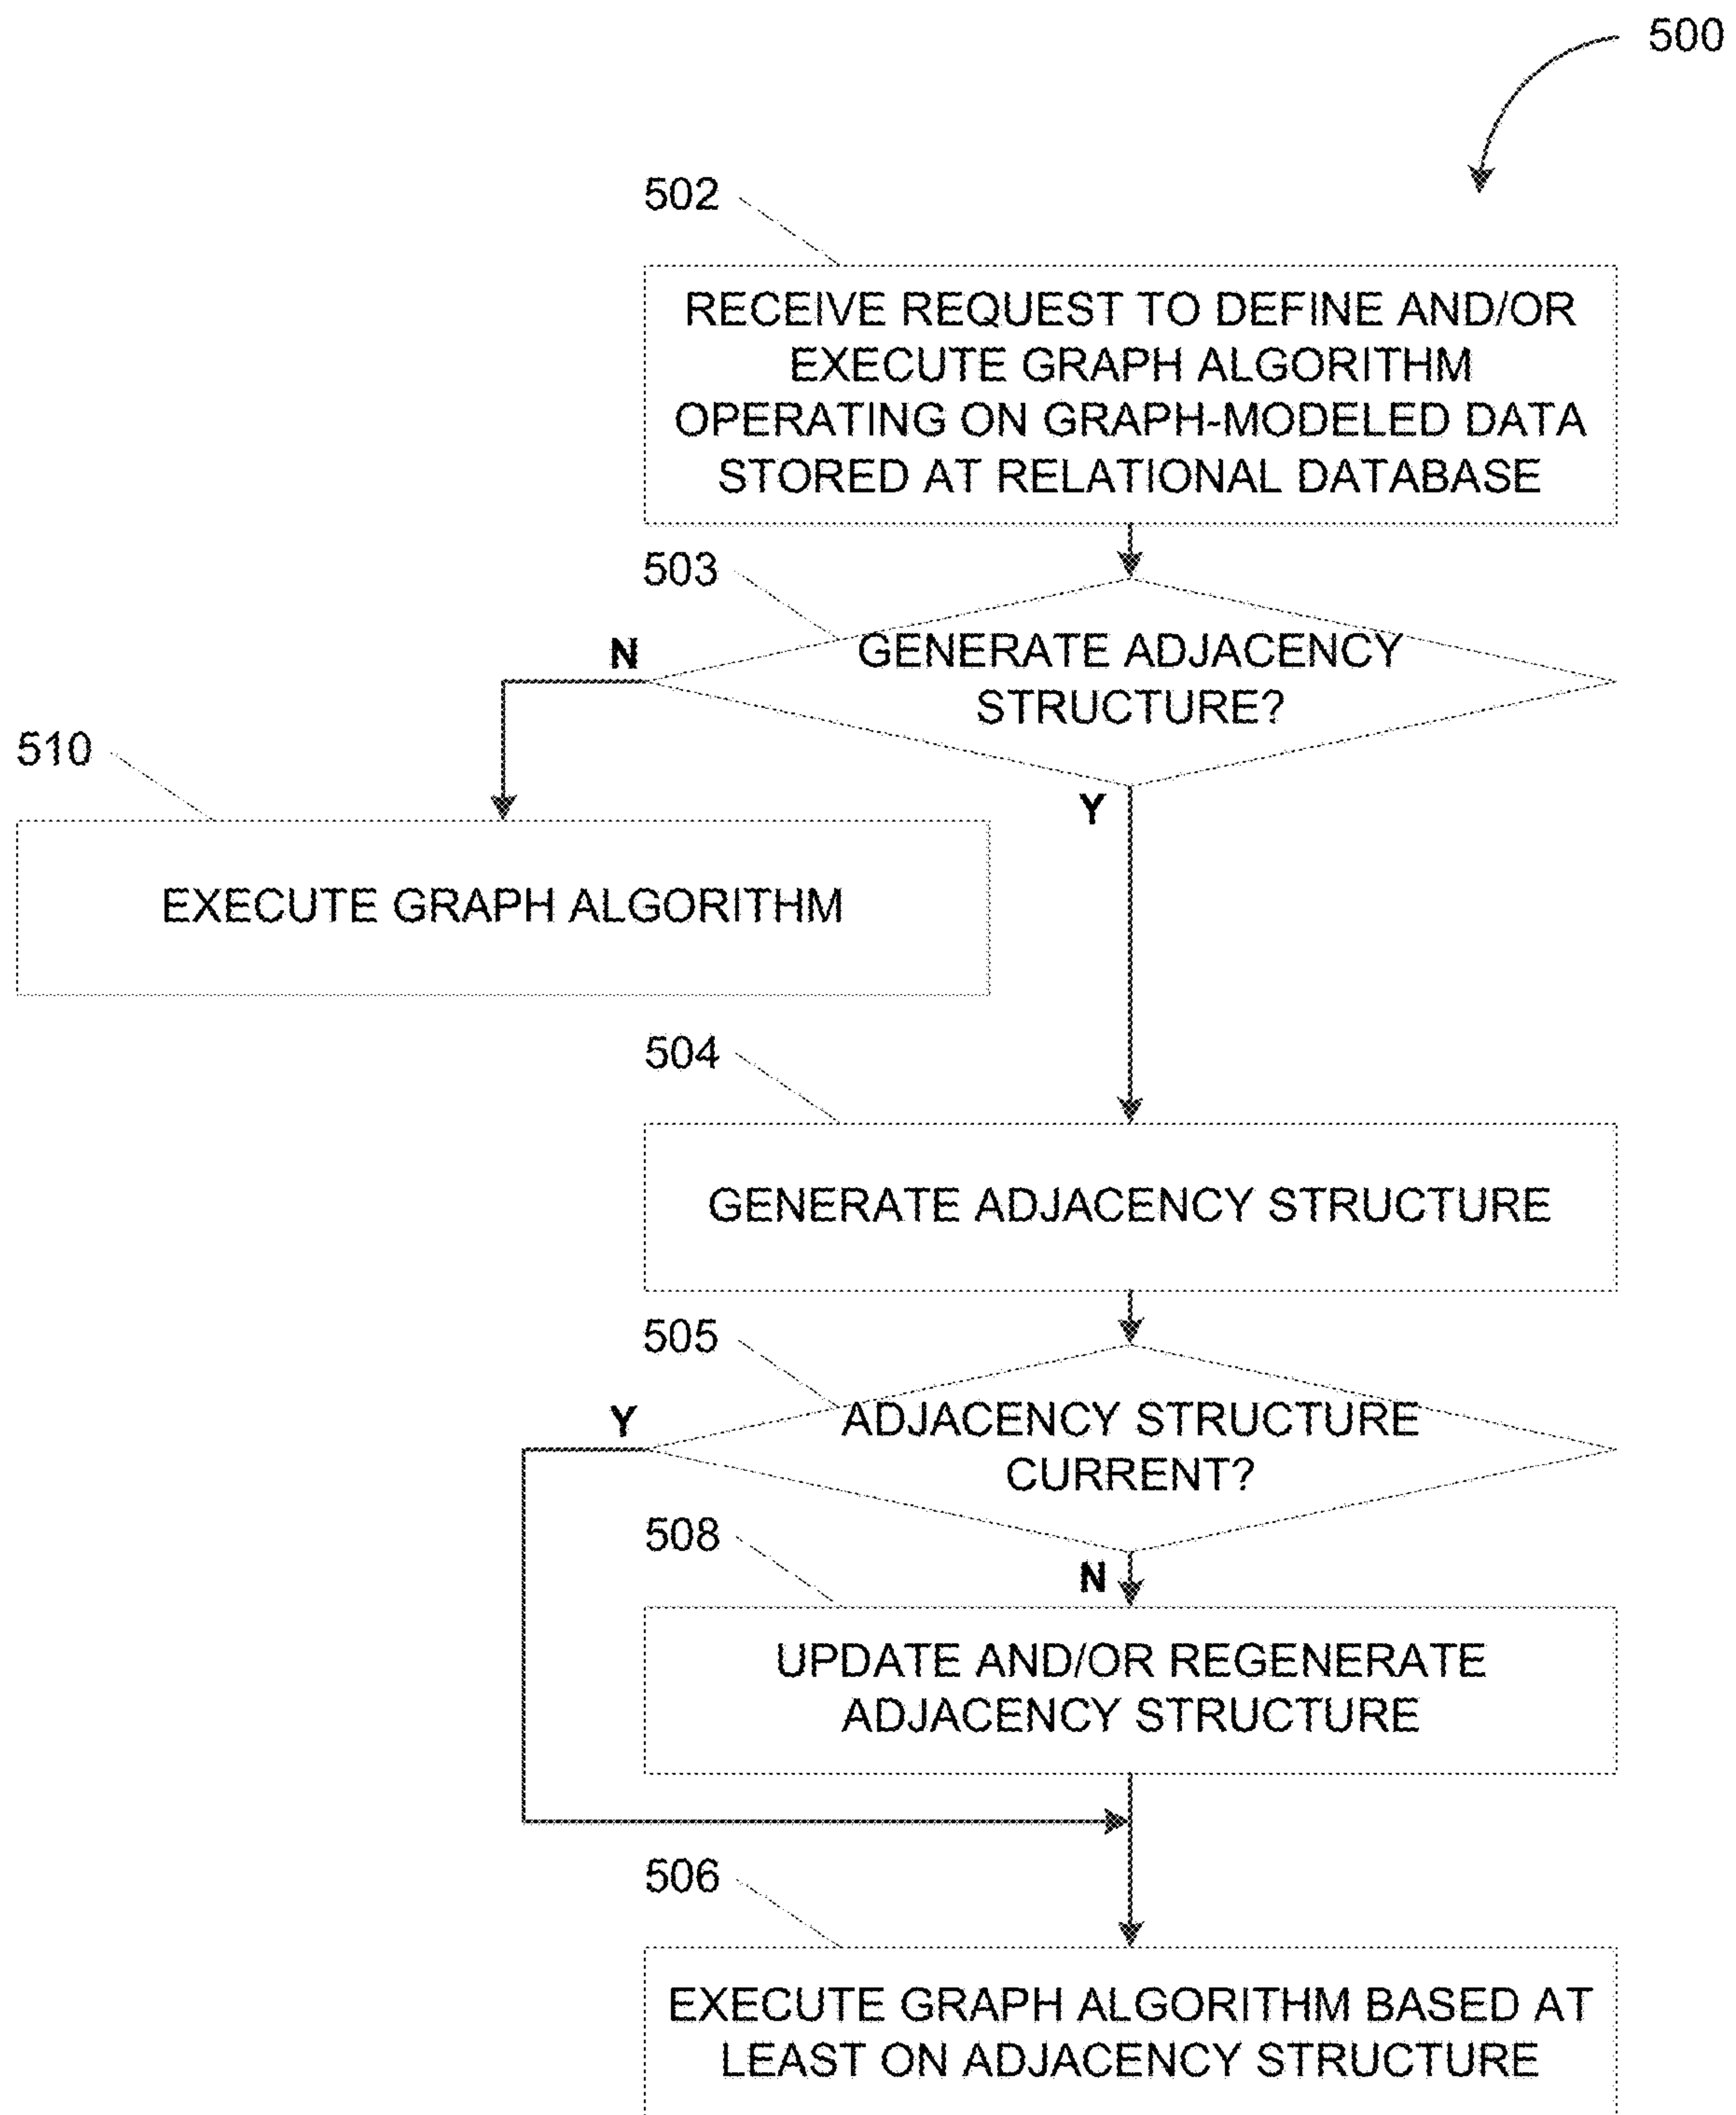 500
502
RECEIVE REQUEST TO DEFINE AND/OR
EXECUTE GRAPH ALGORITHM
OPERATING ON GRAPH-MODELED DATA
STORED AT RELATIONAL DATABASE
503
N
GENERATE ADJACENCY
STRUCTURE?
510
Y
EXECUTE GRAPH ALGORITHM
504
GENERATE ADJACENCY STRUCTURE
505
Y
ADJACENCY STRUCTURE
CURRENT?
508
N
UPDATE AND/OR REGENERATE
ADJACENCY STRUCTURE
506
EXECUTE GRAPH ALGORITHM BASED AT
LEAST ON ADJACENCY STRUCTURE